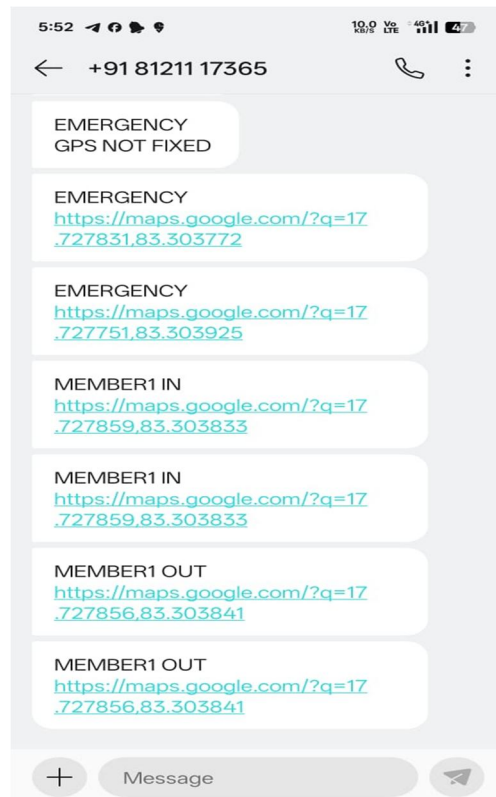 5:52
10.0 KB/S Vo LTE 4G 47
+91 81211 17365
EMERGENCY
GPS NOT FIXED
EMERGENCY
https://maps.google.com/?q=17
.727831,83.303772
EMERGENCY
https://maps.google.com/?q=17
.727751,83.303925
MEMBER1 IN
https://maps.google.com/?q=17
.727859,83.303833
MEMBER1 IN
https://maps.google.com/?q=17
.727859,83.303833
MEMBER1 OUT
https://maps.google.com/?q=17
.727856,83.303841
MEMBER1 OUT
https://maps.google.com/?q=17
.727856,83.303841
Message